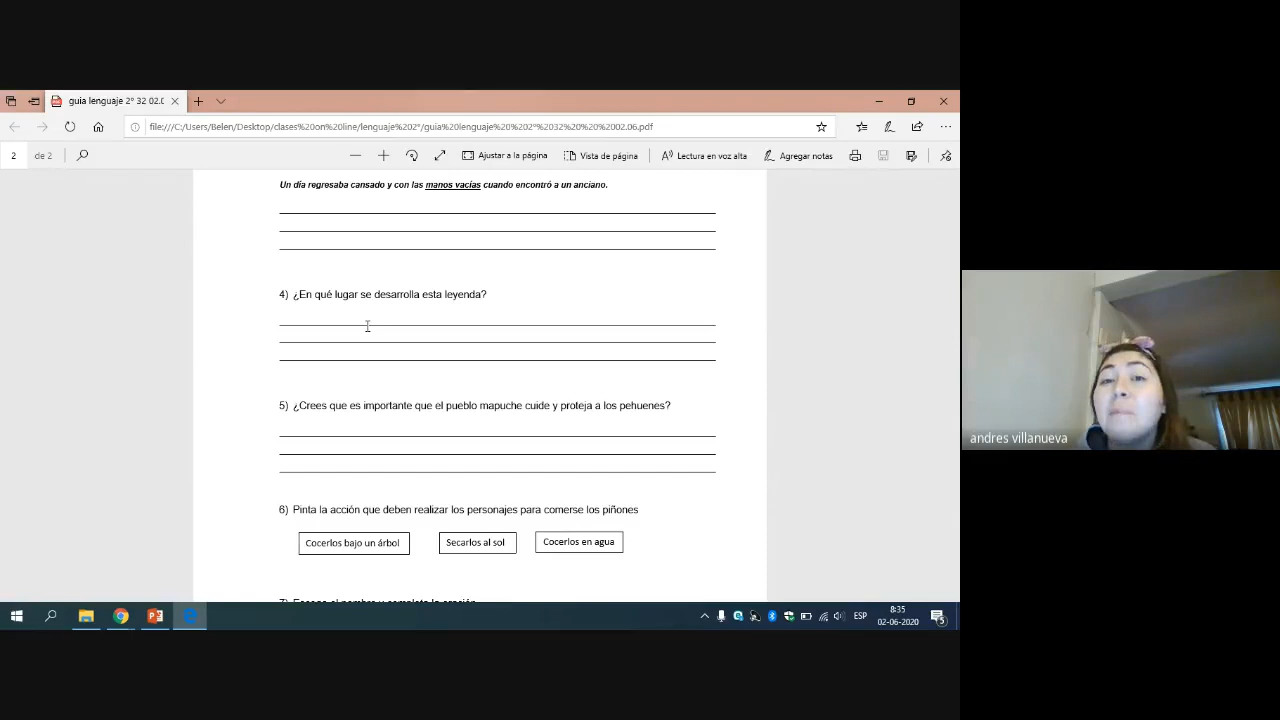 guia lenguaje 2° 32 02.0
file:///C:/Users/Belen/Desktop/clases%20on%20line/lenguaje%202°/guia%20lenguaje%20%202°%2032%20%20%2002.06.pdf
2 de 2 Ajustar a la página Vista de página Lectura en voz alta Agregar notas
Un día regresaba cansado y con las manos vacías cuando encontró a un anciano.
4) ¿En qué lugar se desarrolla esta leyenda?
5) ¿Crees que es importante que el pueblo mapuche cuide y proteja a los pehuenes?
6) Pinta la acción que deben realizar los personajes para comerse los piñones
Cocerlos bajo un árbol Secarlos al sol Cocerlos en agua
andres villanueva
ESP
8:35
02-06-2020
5